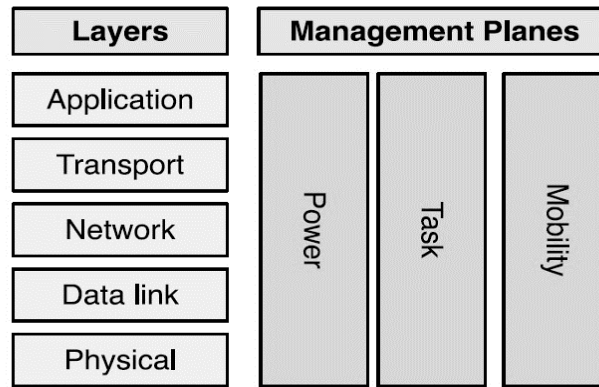 Layers
Management Planes
Application
Transport
Network
Data link
Physical
Power
Task
Mobility